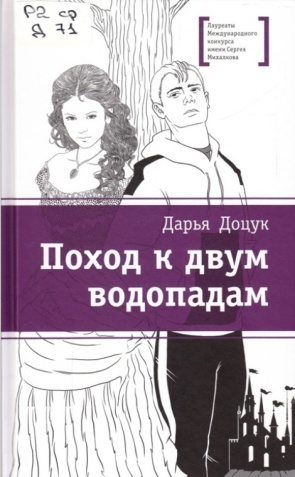 Р2 ср
Д 71
Лауреаты
Международного
конкурса
имени Сергея
Михалкова
Дарья Доцук
Поход к двум
водопадам